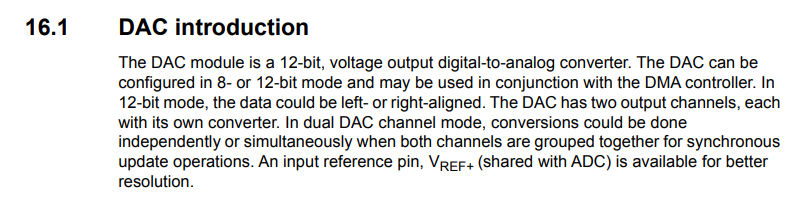 16.1 DAC introduction
The DAC module is a 12-bit, voltage output digital-to-analog converter. The DAC can be
configured in 8- or 12-bit mode and may be used in conjunction with the DMA controller. In
12-bit mode, the data could be left- or right-aligned. The DAC has two output channels, each
with its own converter. In dual DAC channel mode, conversions could be done
independently or simultaneously when both channels are grouped together for synchronous
update operations. An input reference pin, VREF+ (shared with ADC) is available for better
resolution.